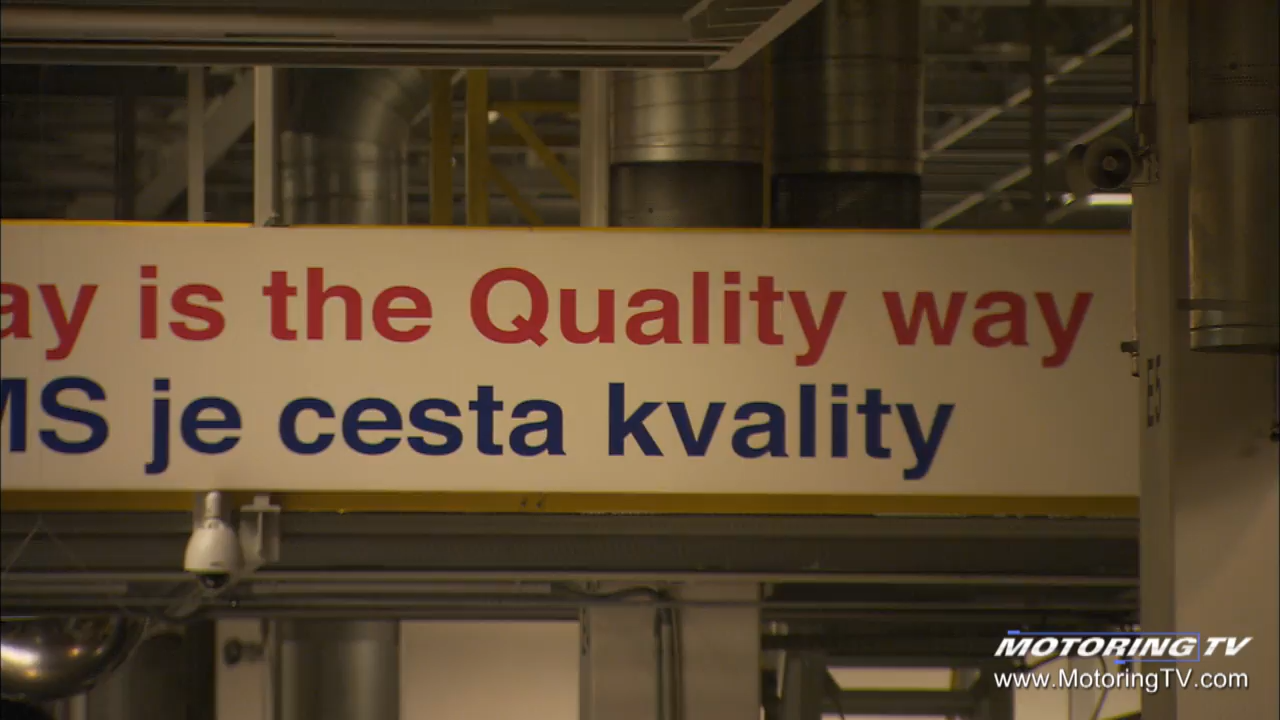 ay is the Quality way
MS je cesta kvality
E5
MOTORING TV
www.MotoringTV.com